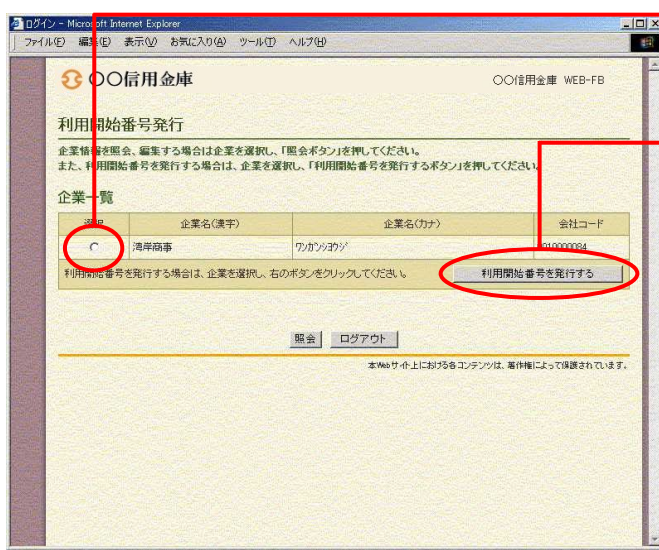 ログイン - Microsoft Internet Explorer
ファイル(F) 編集(E) 表示(V) お気に入り(A) ツール(T) ヘルプ(H)
〇〇信用金庫
〇〇信用金庫 WEB-FB
利用開始番号発行
企業情報を照会、編集する場合は企業を選択し、「照会ボタン」を押してください。
また、利用開始番号を発行する場合は、企業を選択し、「利用開始番号を発行するボタン」を押してください。
企業一覧
選択 企業名(漢字) 企業名(カナ) 会社コード
湾岸商事 ワンガンシヨウジ 0010000084
利用開始番号を発行する場合は、企業を選択し、右のボタンをクリックしてください。 利用開始番号を発行する
照会 ログアウト
本Webサイト上における各コンテンツは、著作権によって保護されています。